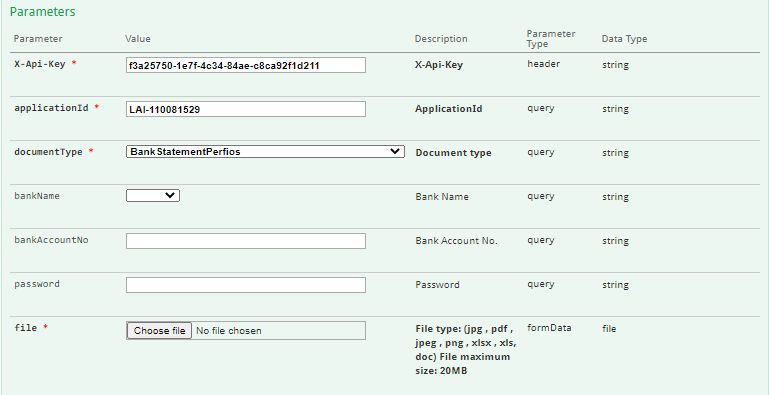 Parameters
Parameter Value Description Parameter Type Data Type
X-Api-Key * f3a25750-1e7f-4c34-84ae-c8ca92f1d211 X-Api-Key header string
applicationId * LAI-110081529 ApplicationId query string
documentType * BankStatementPerfios Document type query string
bankName Bank Name query string
bankAccountNo Bank Account No. query string
password Password query string
file * Choose file No file chosen File type: (jpg , pdf , formData file
jpeg , png , xlsx , xls,
doc) File maximum
size: 20MB